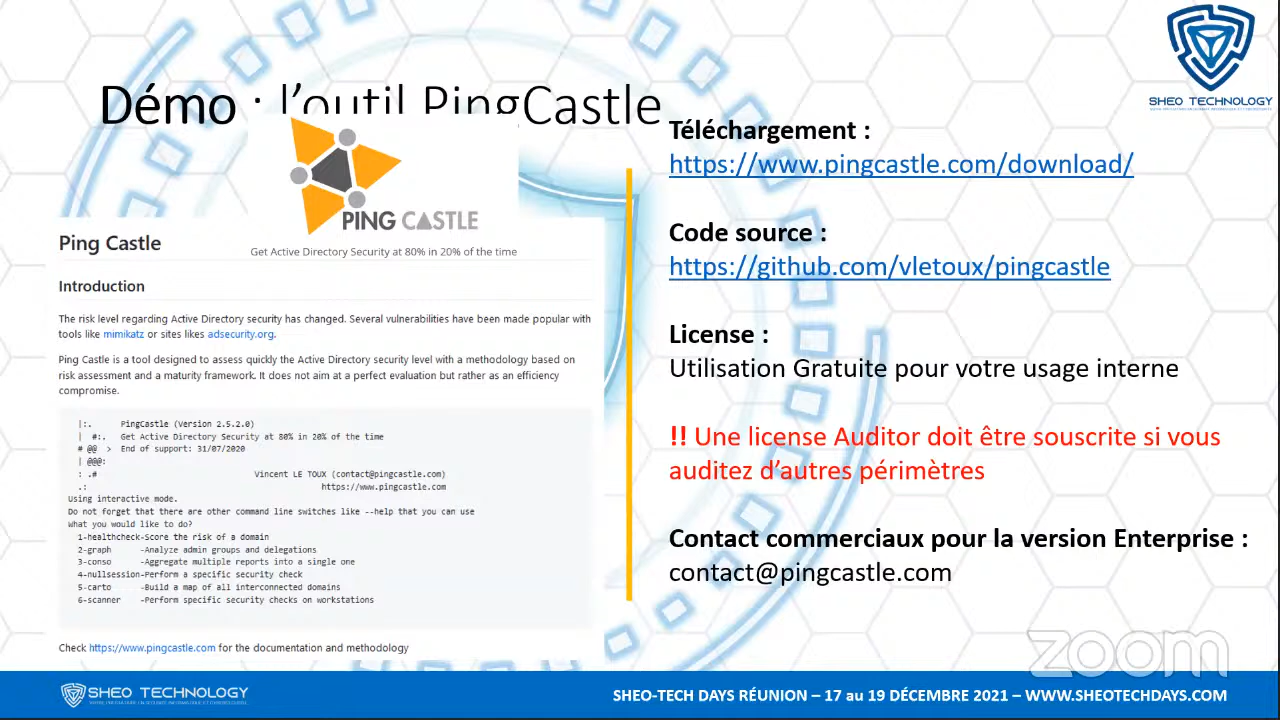 Démo : l’outil PingCastle
SHEO TECHNOLOGY
PING CASTLE
Get Active Directory Security at 80% in 20% of the time
Ping Castle
Introduction
The risk level regarding Active Directory security has changed. Several vulnerabilities have been made popular with
tools like mimikatz or sites likes adsecurity.org.
Ping Castle is a tool designed to assess quickly the Active Directory security level with a methodology based on
risk assessment and a maturity framework. It does not aim at a perfect evaluation but rather as an efficiency
compromise.
|:. PingCastle (Version 2.5.2.0)
| #:. Get Active Directory Security at 80% in 20% of the time
# @@ > End of support: 31/07/2020
| @@@:
: .# Vincent LE TOUX (contact@pingcastle.com)
.: https://www.pingcastle.com
Using interactive mode.
Do not forget that there are other command line switches like --help that you can use
What you would like to do?
1-healthcheck-Score the risk of a domain
2-graph -Analyze admin groups and delegations
3-conso -Aggregate multiple reports into a single one
4-nullsession-Perform a specific security check
5-carto -Build a map of all interconnected domains
6-scanner -Perform specific security checks on workstations
Check https://www.pingcastle.com for the documentation and methodology
Téléchargement :
https://www.pingcastle.com/download/
Code source :
https://github.com/vletoux/pingcastle
License :
Utilisation Gratuite pour votre usage interne
!! Une license Auditor doit être souscrite si vous
auditez d’autres périmètres
Contact commerciaux pour la version Enterprise :
contact@pingcastle.com
zoom
SHEO TECHNOLOGY
SHEO-TECH DAYS RÉUNION – 17 au 19 DÉCEMBRE 2021 – WWW.SHEOTECHDAYS.COM